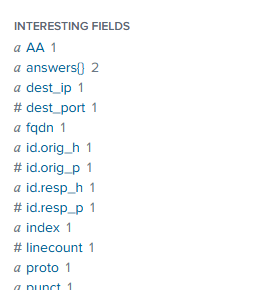 INTERESTING FIELDS
a AA 1
a answers{} 2
a dest_ip 1
# dest_port 1
a fqdn 1
a id.orig_h 1
# id.orig_p 1
a id.resp_h 1
# id.resp_p 1
a index 1
# linecount 1
a proto 1
a punct 1